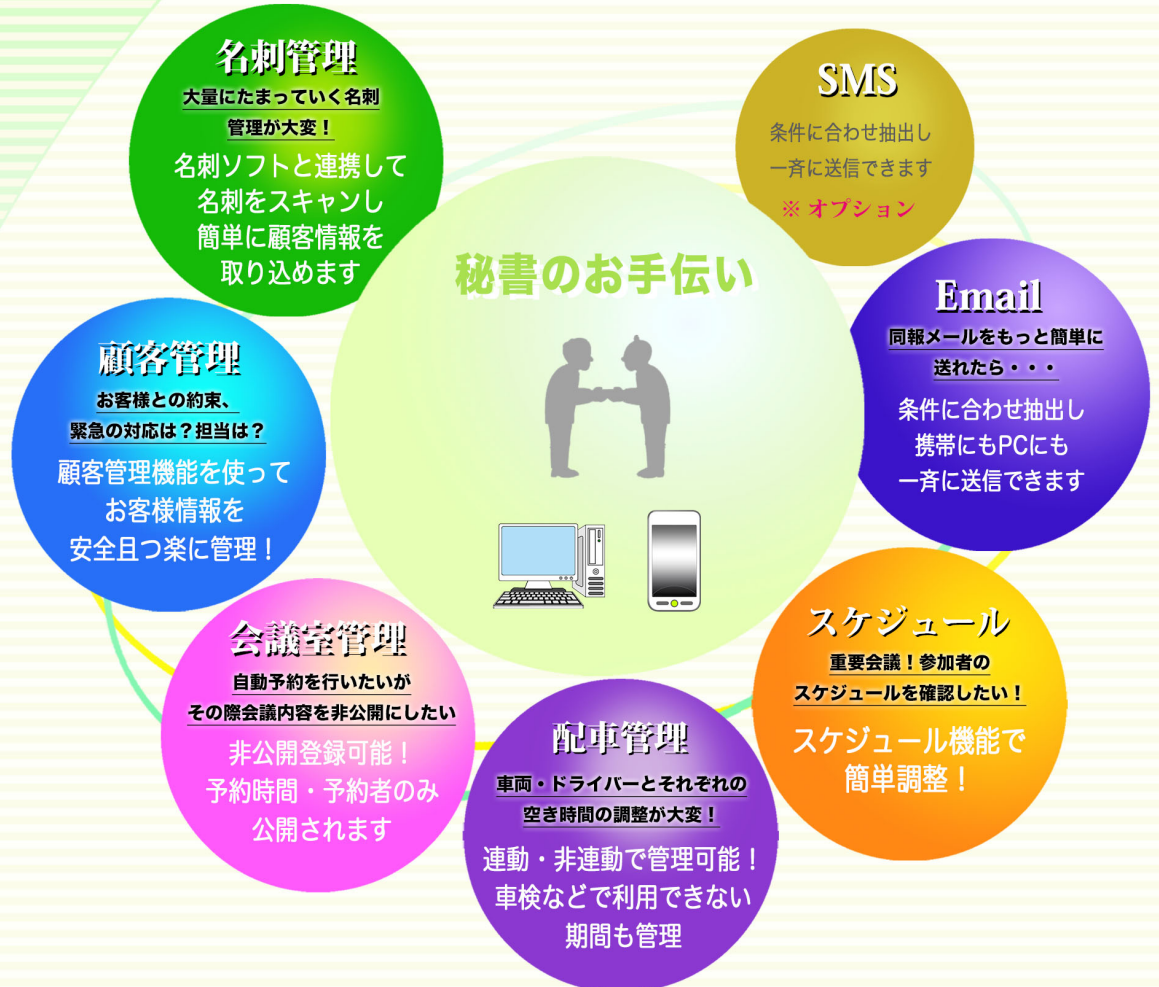 名刺管理
大量にたまっていく名刺
管理が大変！
名刺ソフトと連携して
名刺をスキャンし
簡単に顧客情報を
取り込めます
SMS
条件に合わせ抽出し
一斉に送信できます
※ オプション
秘書のお手伝い
Email
同報メールをもっと簡単に
送れたら・・・
条件に合わせ抽出し
携帯にもPCにも
一斉に送信できます
顧客管理
お客様との約束、
緊急の対応は？担当は？
顧客管理機能を使って
お客様情報を
安全且つ楽に管理！
会議室管理
自動予約を行いたいが
その際会議内容を非公開にしたい
非公開登録可能！
予約時間・予約者のみ
公開されます
配車管理
車両・ドライバーとそれぞれの
空き時間の調整が大変！
連動・非連動で管理可能！
車検などで利用できない
期間も管理
スケジュール
重要会議！参加者の
スケジュールを確認したい！
スケジュール機能で
簡単調整！